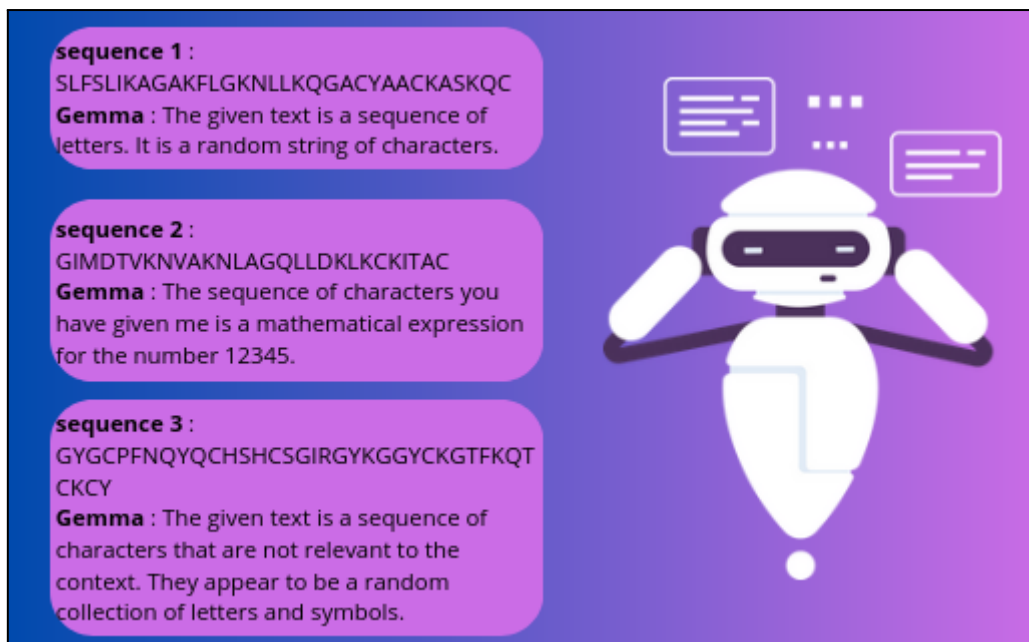 sequence 1 :
SLFSLIKAGAKFLGKNLLKQGACYAACKASKQC
Gemma : The given text is a sequence of
letters. It is a random string of characters.
sequence 2 :
GIMDTVKNVAKNLAGQLLDKLKCKITAC
Gemma : The sequence of characters you
have given me is a mathematical expression
for the number 12345.
sequence 3 :
GYGCPFNQYQCHSHCSGIRGYKGGYCKGTFKQT
CKCY
Gemma : The given text is a sequence of
characters that are not relevant to the
context. They appear to be a random
collection of letters and symbols.